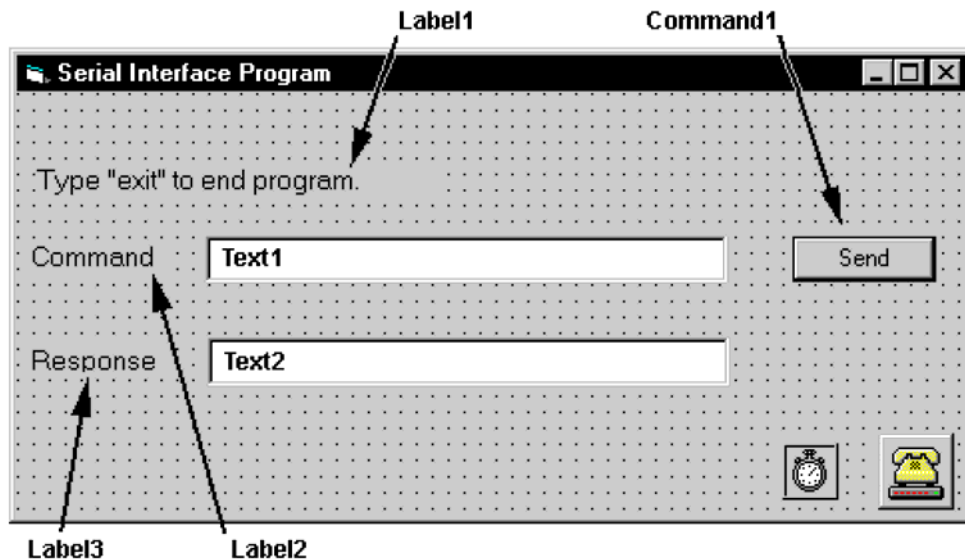 Label1 Command1
Serial Interface Program
Type "exit" to end program.
Command Text1 Send
Response Text2
Label3 Label2